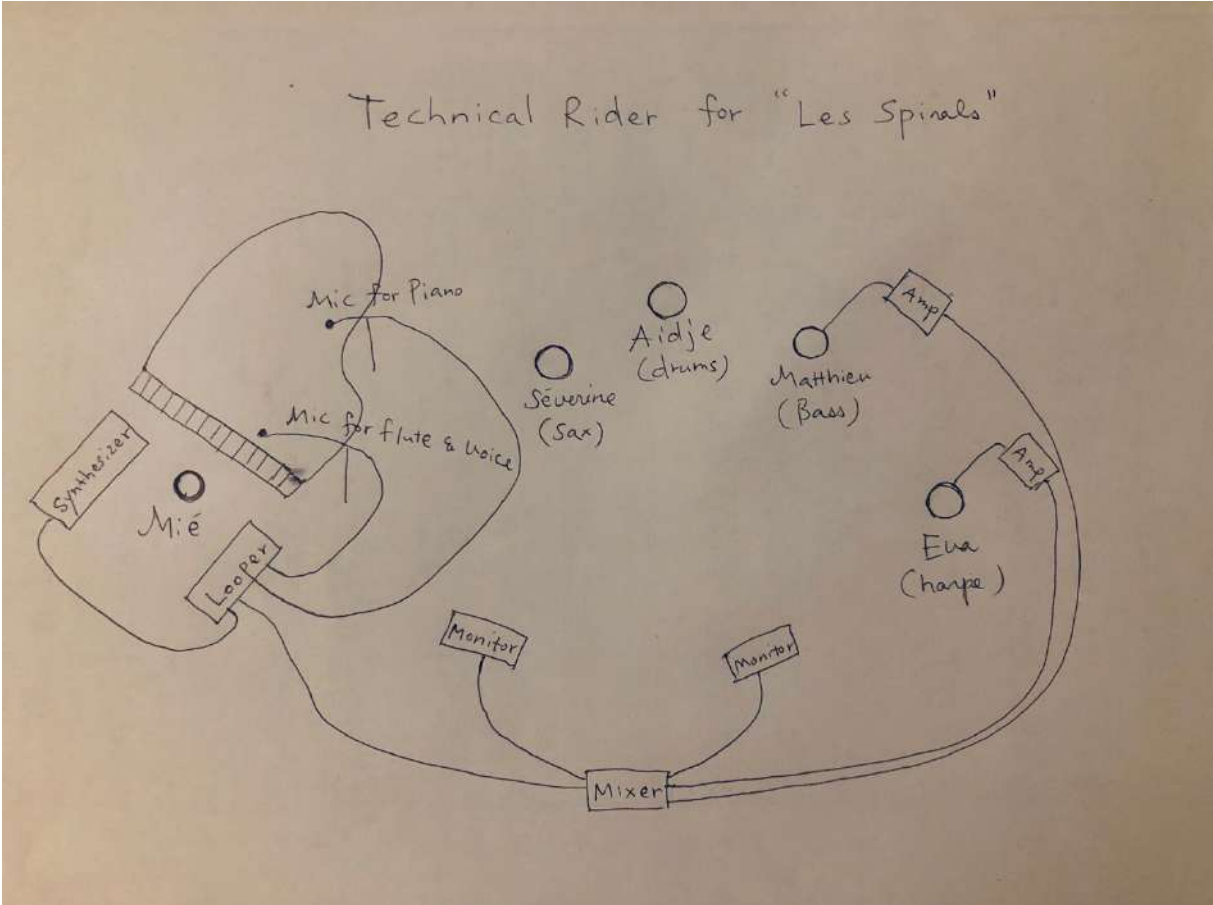 Technical Rider for "Les Spirals"
Mic for Piano
Aidje
(drums)
Amp
Séverine
(Sax)
Matthieu
(Bass)
Mic for flute & voice
Synthesizer
Mié
Amp
Eva
(harpe)
Looper
Monitor
Monitor
Mixer